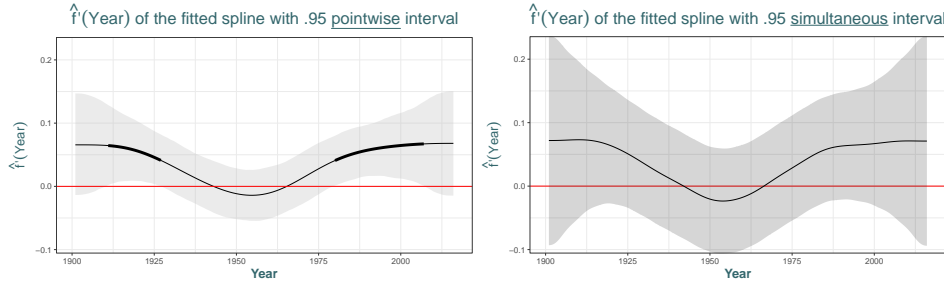 f̂'(Year) of the fitted spline with .95 pointwise interval
0.2
0.1
0.0
−0.1
f̂'(Year)
1900 1925 1950 1975 2000
Year
f̂'(Year) of the fitted spline with .95 simultaneous interval
0.2
0.1
0.0
−0.1
f̂'(Year)
1900 1925 1950 1975 2000
Year